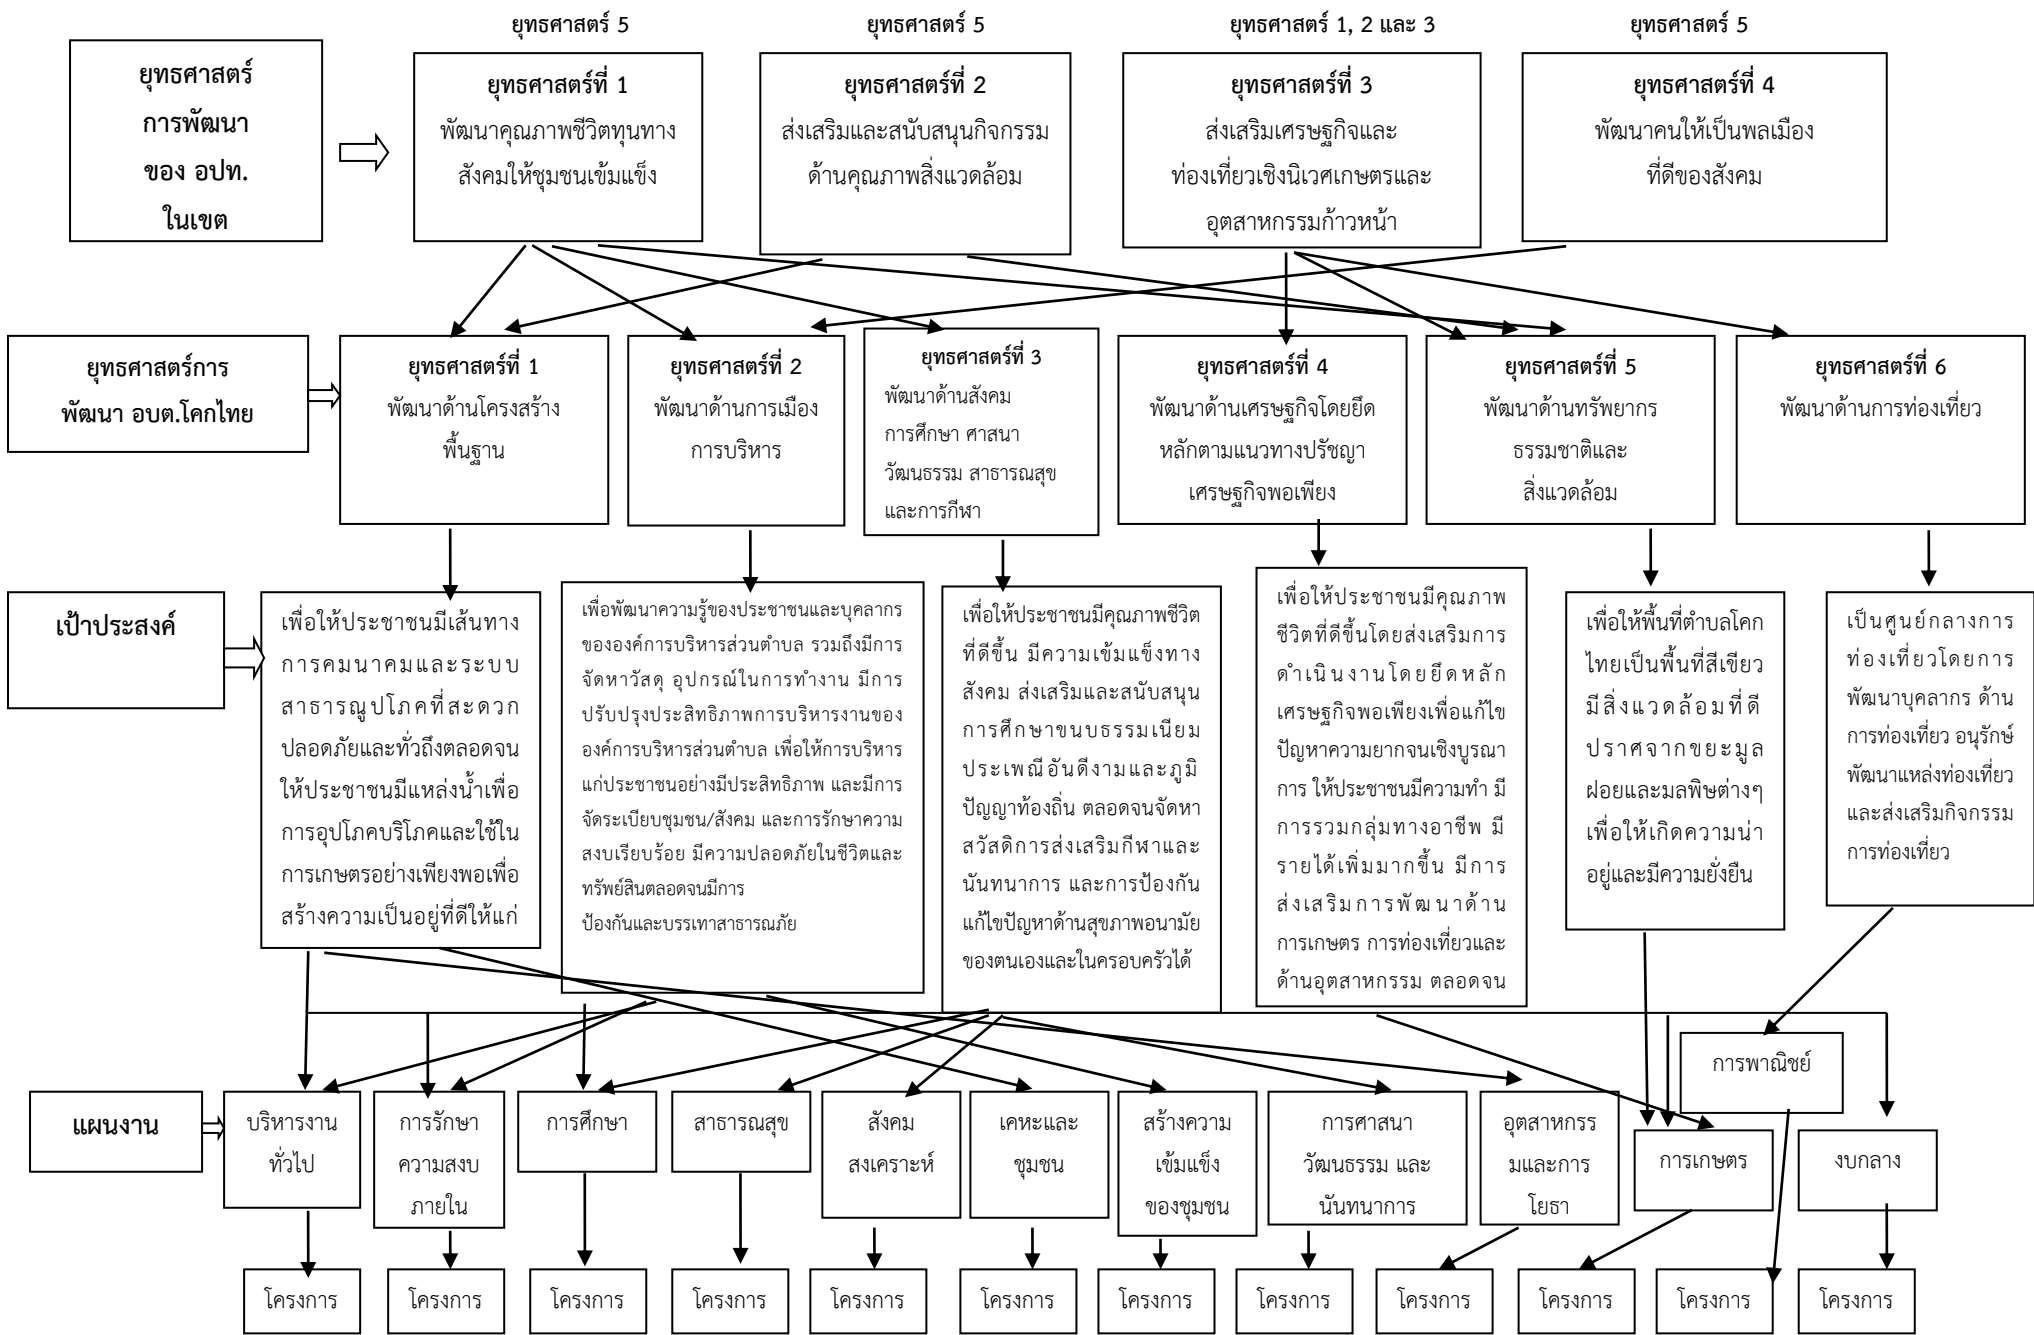 ยุทธศาสตร์ 5
ยุทธศาสตร์ 5
ยุทธศาสตร์ 1, 2 และ 3
ยุทธศาสตร์ 5
ยุทธศาสตร์
การพัฒนา
ของ อปท.
ในเขต
ยุทธศาสตร์ที่ 1
พัฒนาคุณภาพชีวิตทุนทาง
สังคมให้ชุมชนเข้มแข็ง
ยุทธศาสตร์ที่ 2
ส่งเสริมและสนับสนุนกิจกรรม
ด้านคุณภาพสิ่งแวดล้อม
ยุทธศาสตร์ที่ 3
ส่งเสริมเศรษฐกิจและ
ท่องเที่ยวเชิงนิเวศเกษตรและ
อุตสาหกรรมก้าวหน้า
ยุทธศาสตร์ที่ 4
พัฒนาคนให้เป็นพลเมือง
ที่ดีของสังคม
ยุทธศาสตร์การ
พัฒนา อบต.โคกไทย
ยุทธศาสตร์ที่ 1
พัฒนาด้านโครงสร้าง
พื้นฐาน
ยุทธศาสตร์ที่ 2
พัฒนาด้านการเมือง
การบริหาร
ยุทธศาสตร์ที่ 3
พัฒนาด้านสังคม
การศึกษา ศาสนา
วัฒนธรรม สาธารณสุข
และการกีฬา
ยุทธศาสตร์ที่ 4
พัฒนาด้านเศรษฐกิจโดยยึด
หลักตามแนวทางปรัชญา
เศรษฐกิจพอเพียง
ยุทธศาสตร์ที่ 5
พัฒนาด้านทรัพยากร
ธรรมชาติและ
สิ่งแวดล้อม
ยุทธศาสตร์ที่ 6
พัฒนาด้านการท่องเที่ยว
เป้าประสงค์
เพื่อให้ประชาชนมีเส้นทาง
การคมนาคมและระบบ
สาธารณูปโภคที่สะดวก
ปลอดภัยและทั่วถึงตลอดจน
ให้ประชาชนมีแหล่งน้ำเพื่อ
การอุปโภคบริโภคและใช้ใน
การเกษตรอย่างเพียงพอเพื่อ
สร้างความเป็นอยู่ที่ดีให้แก่
เพื่อพัฒนาความรู้ของประชาชนและบุคลากร
ขององค์การบริหารส่วนตำบล รวมถึงมีการ
จัดหาวัสดุ อุปกรณ์ในการทำงาน มีการ
ปรับปรุงประสิทธิภาพการบริหารงานของ
องค์การบริหารส่วนตำบล เพื่อให้การบริหาร
แก่ประชาชนอย่างมีประสิทธิภาพ และมีการ
จัดระเบียบชุมชน/สังคม และการรักษาความ
สงบเรียบร้อย มีความปลอดภัยในชีวิตและ
ทรัพย์สินตลอดจนมีการ
ป้องกันและบรรเทาสาธารณภัย
เพื่อให้ประชาชนมีคุณภาพชีวิต
ที่ดีขึ้น มีความเข้มแข็งทาง
สังคม ส่งเสริมและสนับสนุน
การศึกษาขนบธรรมเนียม
ประเพณีอันดีงามและภูมิ
ปัญญาท้องถิ่น ตลอดจนจัดหา
สวัสดิการส่งเสริมกีฬาและ
นันทนาการ และการป้องกัน
แก้ไขปัญหาด้านสุขภาพอนามัย
ของตนเองและในครอบครัวได้
เพื่อให้ประชาชนมีคุณภาพ
ชีวิตที่ดีขึ้นโดยส่งเสริมการ
ดำเนินงานโดยยึดหลัก
เศรษฐกิจพอเพียงเพื่อแก้ไข
ปัญหาความยากจนเชิงบูรณา
การ ให้ประชาชนมีความทำ มี
การรวมกลุ่มทางอาชีพ มี
รายได้เพิ่มมากขึ้น มีการ
ส่งเสริมการพัฒนาด้าน
การเกษตร การท่องเที่ยวและ
ด้านอุตสาหกรรม ตลอดจน
เพื่อให้พื้นที่ตำบลโคก
ไทยเป็นพื้นที่สีเขียว
มีสิ่งแวดล้อมที่ดี
ปราศจากขยะมูล
ฝอยและมลพิษต่างๆ
เพื่อให้เกิดความน่า
อยู่และมีความยั่งยืน
เป็นศูนย์กลางการ
ท่องเที่ยวโดยการ
พัฒนาบุคลากร ด้าน
การท่องเที่ยว อนุรักษ์
พัฒนาแหล่งท่องเที่ยว
และส่งเสริมกิจกรรม
การท่องเที่ยว
แผนงาน
บริหารงาน
ทั่วไป
การรักษา
ความสงบ
ภายใน
การศึกษา
สาธารณสุข
สังคม
สงเคราะห์
เคหะและ
ชุมชน
สร้างความ
เข้มแข็ง
ของชุมชน
การศาสนา
วัฒนธรรม และ
นันทนาการ
อุตสาหกรร
มและการ
โยธา
การเกษตร
การพาณิชย์
งบกลาง
โครงการ
โครงการ
โครงการ
โครงการ
โครงการ
โครงการ
โครงการ
โครงการ
โครงการ
โครงการ
โครงการ
โครงการ